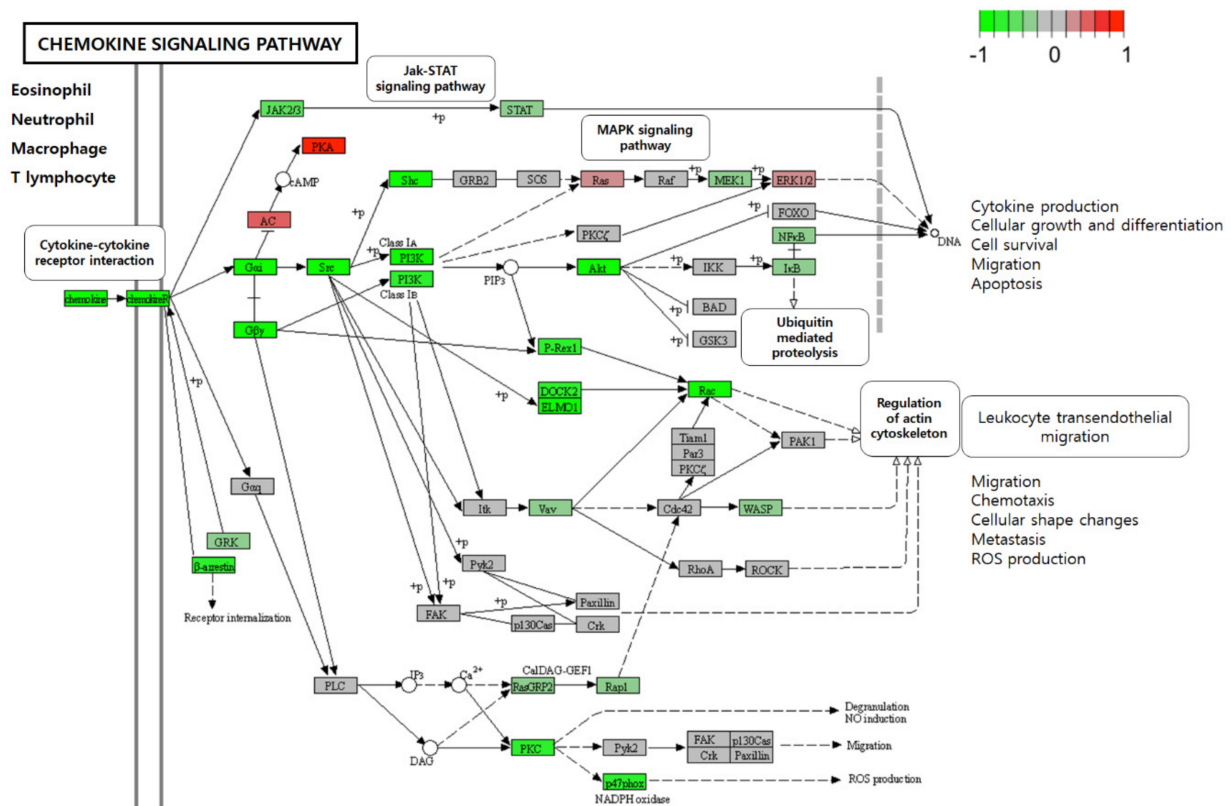 CHEMOKINE SIGNALING PATHWAY
-1 0 1
Eosinophil
Neutrophil
Macrophage
T lymphocyte
Jak-STAT
signaling pathway
JAK2/3
+p
STAT
MAPK signaling
pathway
PKA
cAMP
AC
+p
Shc
GRB2
SOS
Ras
Raf
+p
MEK1
+p
ERK1/2
Cytokine-cytokine
receptor interaction
chemokine
chemokineR
Gαi
Src
+p
Class IA
PI3K
PI3K
Class IB
PKCζ
PIP3
Akt
+p
FOXO
NFκB
+p
IKK
+p
IκB
DNA
+p
BAD
+p
GSK3
Ubiquitin
mediated
proteolysis
Cytokine production
Cellular growth and differentiation
Cell survival
Migration
Apoptosis
Gβγ
P-Rex1
+p
DOCK2
ELMO1
Rac
+p
Tiam1
Par3
PKCζ
PAK1
Regulation
of actin
cytoskeleton
Leukocyte transendothelial
migration
Gαq
Itk
Vav
Cdc42
WASP
Migration
Chemotaxis
Cellular shape changes
Metastasis
ROS production
GRK
β-arrestin
Receptor internalization
+p
Pyk2
RhoA
ROCK
+p
+p
FAK
+p
Paxillin
p130Cas
Crk
PLC
IP3
Ca2+
CalDAG-GEF1
RasGRP2
Rap1
DAG
PKC
Degranulation
NO induction
Pyk2
FAK
p130Cas
Crk
Paxillin
Migration
p47phox
NADPH oxidase
ROS production